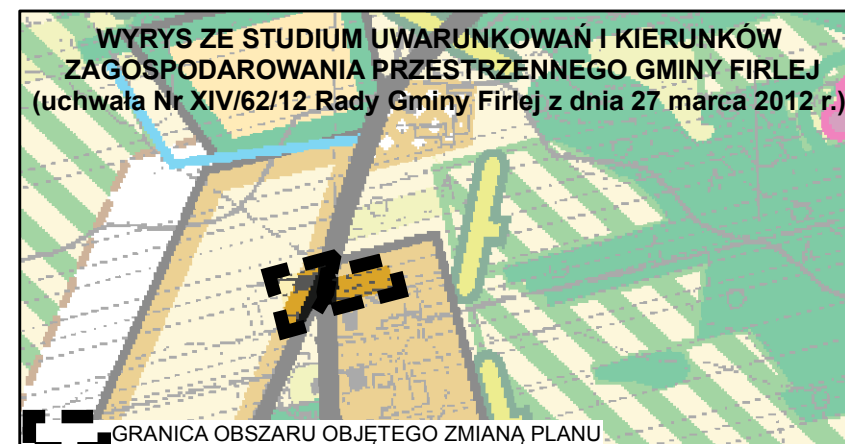 WYRYS ZE STUDIUM UWARUNKOWAŃ I KIERUNKÓW
ZAGOSPODAROWANIA PRZESTRZENNEGO GMINY FIRLEJ
(uchwała Nr XIV/62/12 Rady Gminy Firlej z dnia 27 marca 2012 r.)
GRANICA OBSZARU OBJĘTEGO ZMIANĄ PLANU